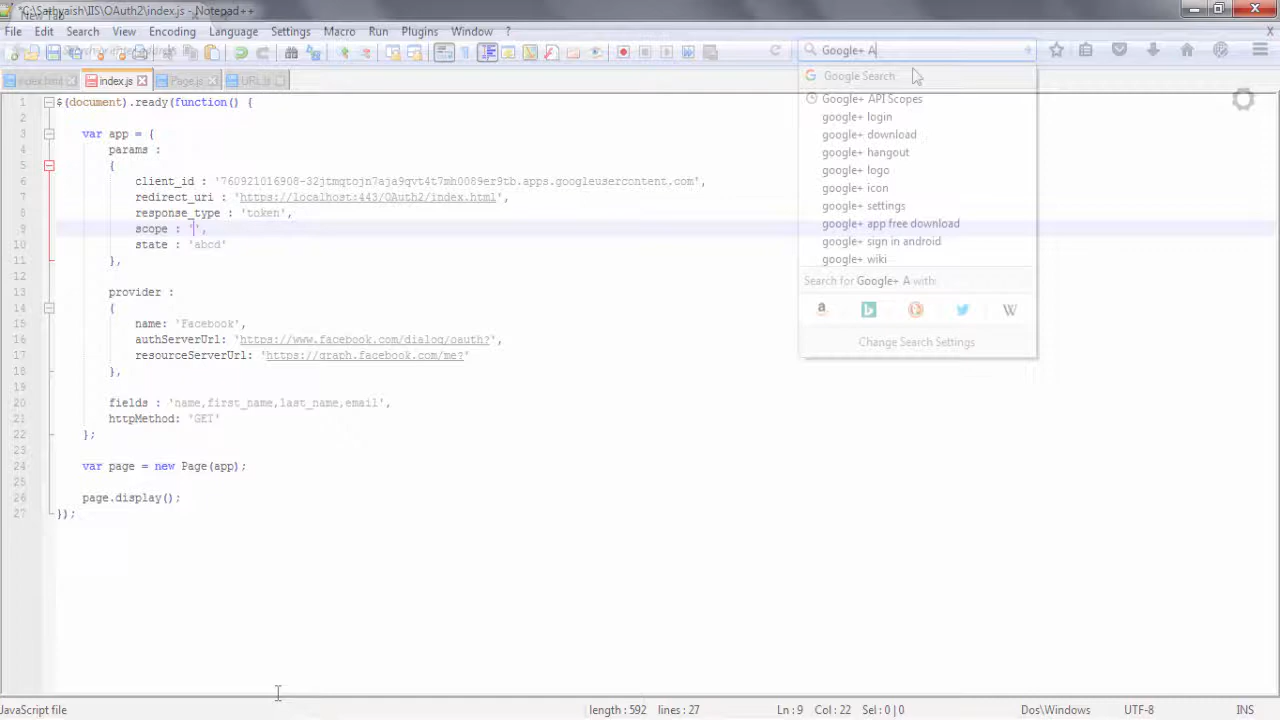 *C:\Sathyaish\IIS\OAuth2\index.js - Notepad++
New Tab
File Edit Search View Encoding Language Settings Macro Run Plugins Window ?
X
Google+ A
index.html index.js Page.js URL.js
Google Search
Google+ API Scopes
google+ login
google+ download
google+ hangout
google+ logo
google+ icon
google+ settings
google+ app free download
google+ sign in android
google+ wiki
Search for Google+ A with:
a b W
Change Search Settings
1 $(document).ready(function() {
2
3 var app = {
4 params :
5 {
6 client_id : '760921016908-32jtmqtojn7aja9qvt4t7mh0089er9tb.apps.googleusercontent.com',
7 redirect_uri : 'https://localhost:443/OAuth2/index.html',
8 response_type : 'token',
9 scope : '',
10 state : 'abcd'
11 },
12
13 provider :
14 {
15 name: 'Facebook',
16 authServerUrl: 'https://www.facebook.com/dialog/oauth?',
17 resourceServerUrl: 'https://graph.facebook.com/me?'
18 },
19
20 fields : 'name,first_name,last_name,email',
21 httpMethod: 'GET'
22 };
23
24 var page = new Page(app);
25
26 page.display();
27 });
JavaScript file length : 592 lines : 27 Ln : 9 Col : 22 Sel : 0 | 0 Dos\Windows UTF-8 INS